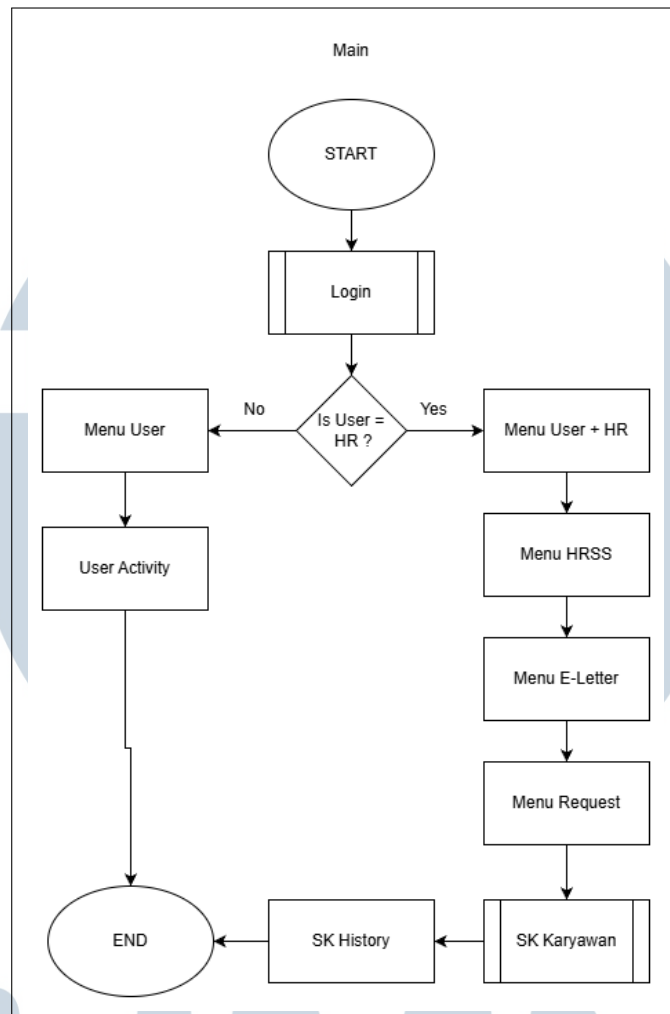 Main
START
Login
Is User =
HR ?
No
Yes
Menu User
Menu User + HR
User Activity
Menu HRSS
Menu E-Letter
Menu Request
SK Karyawan
SK History
END